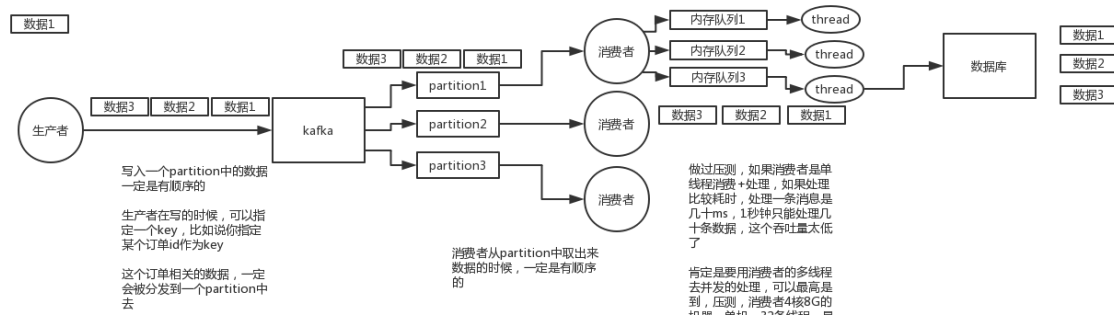 数据1
内存队列1
thread
消费者
内存队列2
thread
内存队列3
thread
数据库
数据1
数据2
数据3
数据3
数据2
数据1
partition1
数据3
数据2
数据1
生产者
kafka
partition2
消费者
数据3
数据2
数据1
partition3
消费者
写入一个partition中的数据
一定是有顺序的
生产者在写的时候，可以指
定一个key，比如说你指定
某个订单id作为key
这个订单相关的数据，一定
会被分发到一个partition中
去
消费者从partition中取出来
数据的时候，一定是有顺序
的
做过压测，如果消费者是单
线程消费+处理，如果处理
比较耗时，处理一条消息是
几十ms，1秒钟只能处理几
十条数据，这个吞吐量太低
了
肯定是要用消费者的多线程
去并发的处理，可以最高是
到，压测，消费者4核8G的
机器，单机，32条线程，最